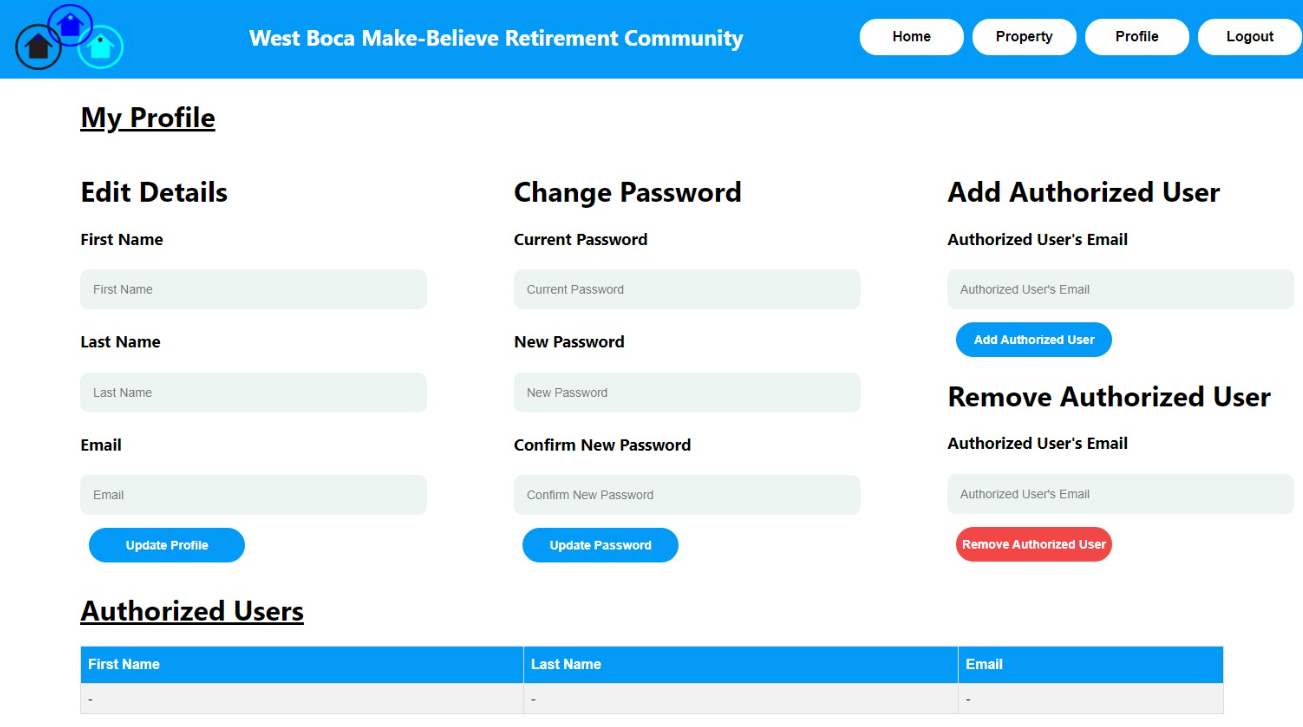 West Boca Make-Believe Retirement Community
Home
Property
Profile
Logout
My Profile
Edit Details
First Name
First Name
Last Name
Last Name
Email
Email
Update Profile
Change Password
Current Password
Current Password
New Password
New Password
Confirm New Password
Confirm New Password
Update Password
Add Authorized User
Authorized User's Email
Authorized User's Email
Add Authorized User
Remove Authorized User
Authorized User's Email
Authorized User's Email
Remove Authorized User
Authorized Users
First Name Last Name Email
- - -